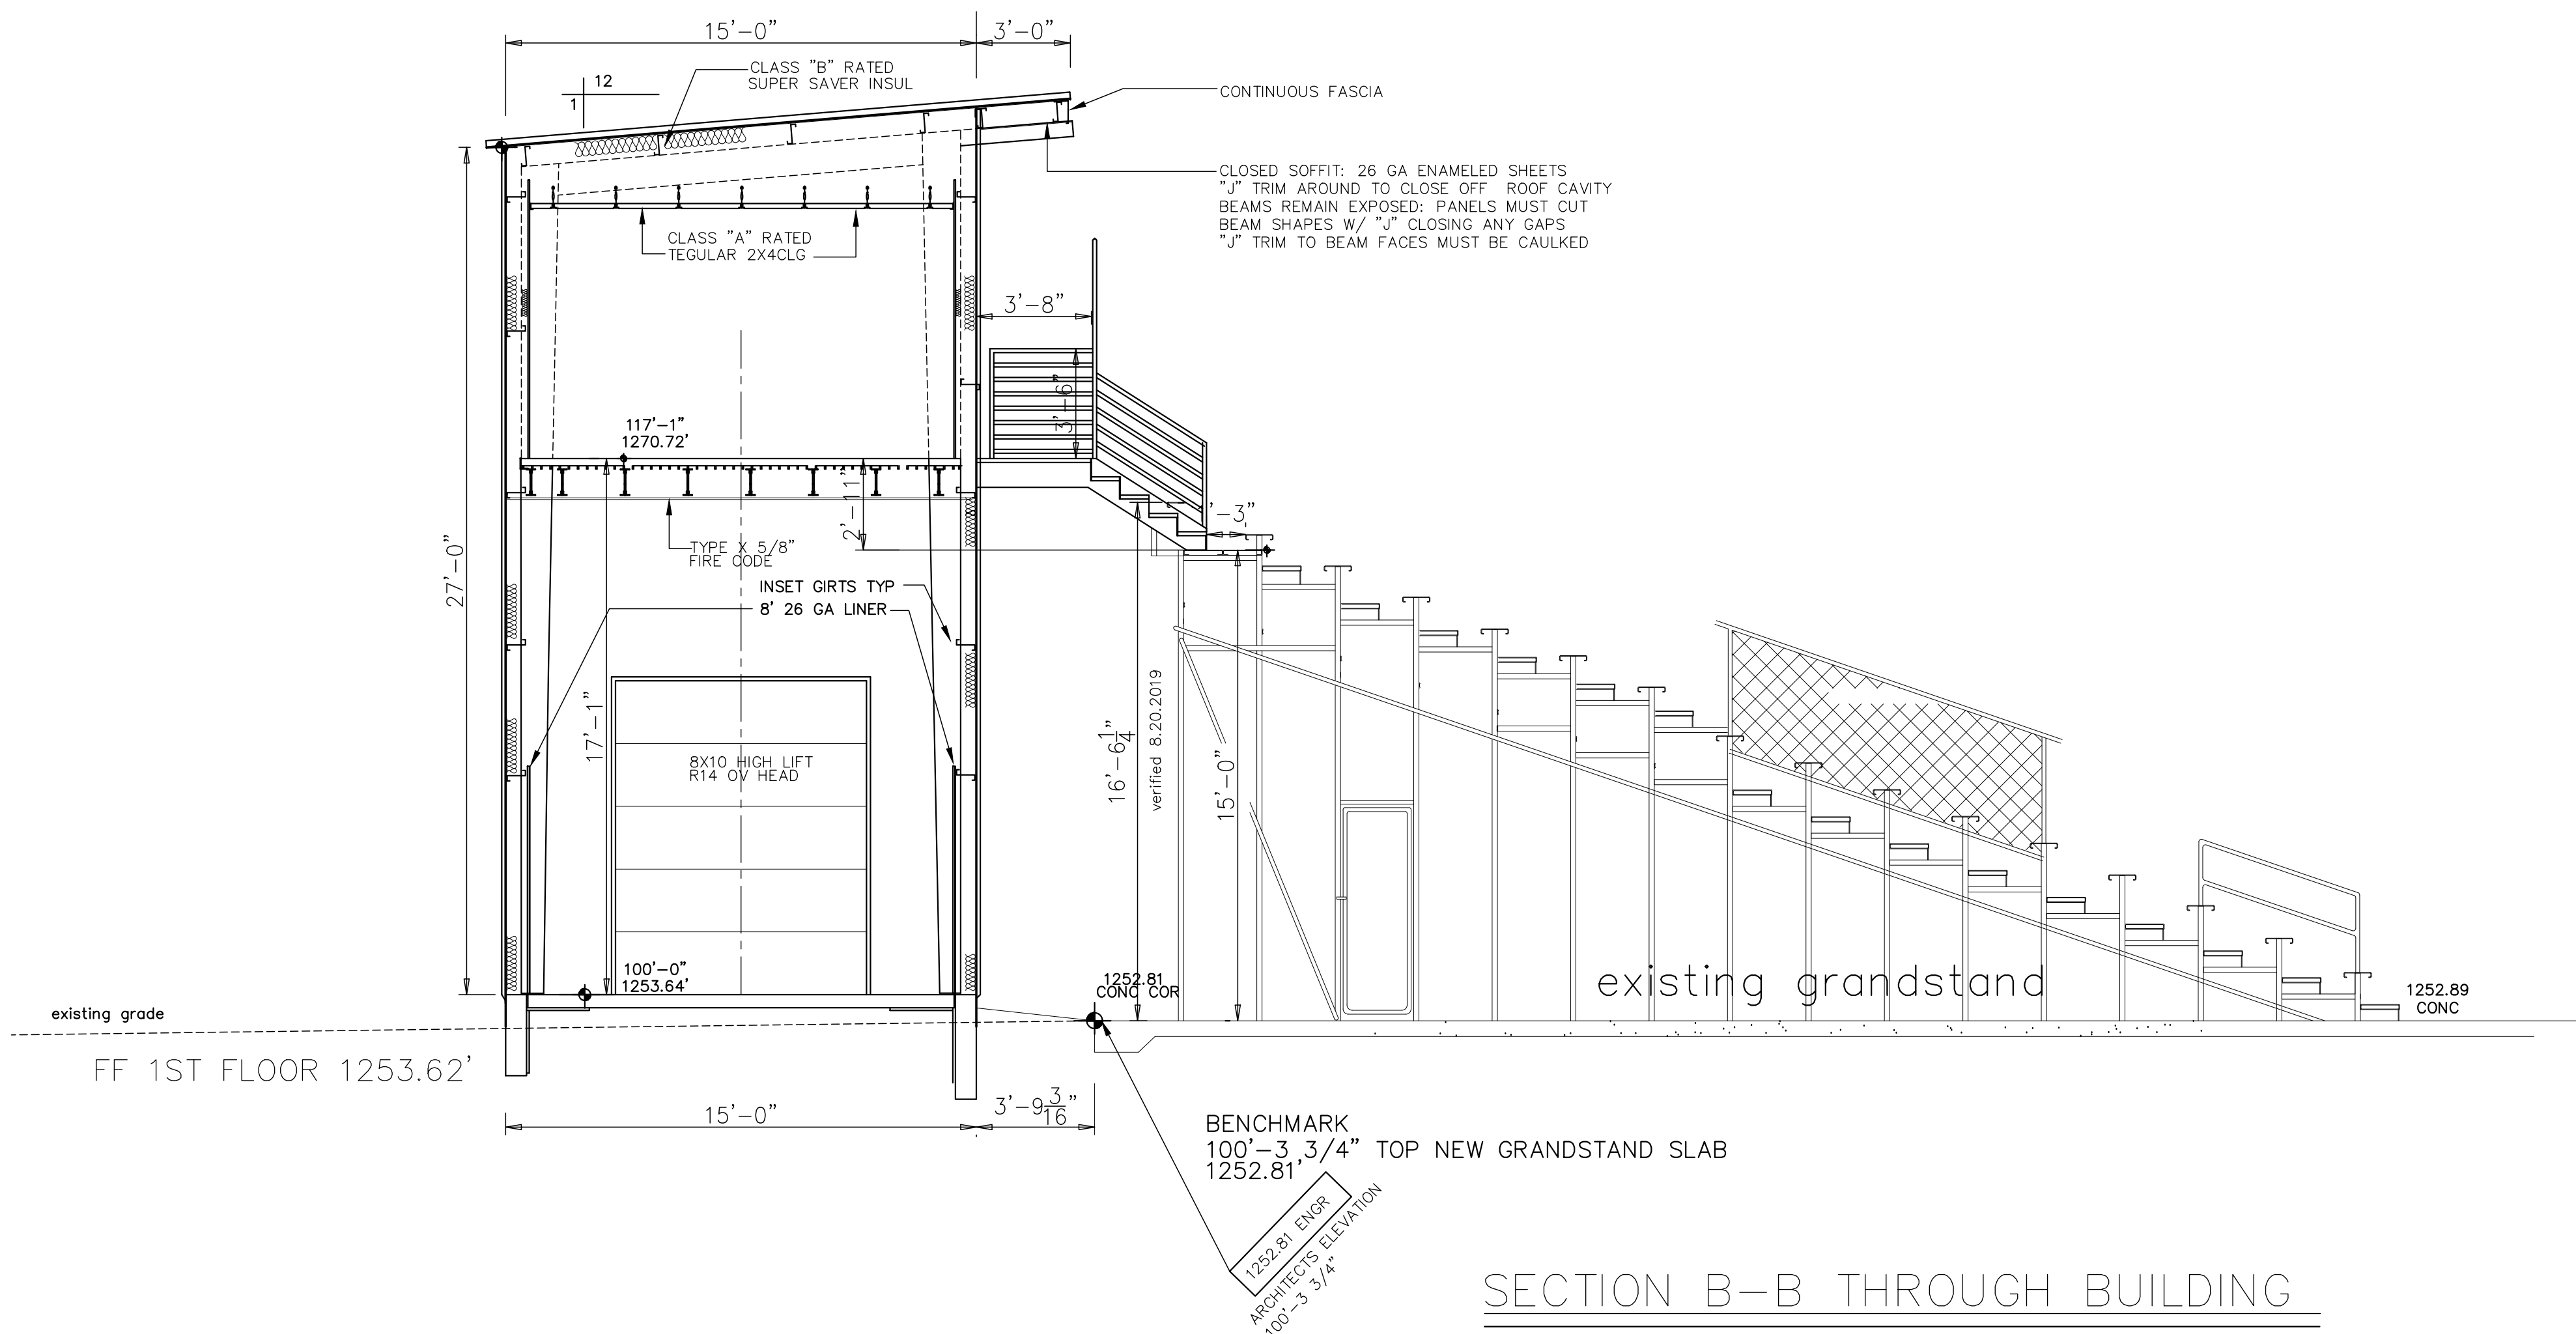 15'-0"
3'-0"
CLASS "B" RATED
SUPER SAVER INSUL
12
1
CONTINUOUS FASCIA
CLOSED SOFFIT: 26 GA ENAMELED SHEETS
"J" TRIM AROUND TO CLOSE OFF ROOF CAVITY
BEAMS REMAIN EXPOSED: PANELS MUST CUT
BEAM SHAPES W/ "J" CLOSING ANY GAPS
"J" TRIM TO BEAM FACES MUST BE CAULKED
CLASS "A" RATED
TEGULAR 2X4CLG
3'-8"
3'-6"
117'-1"
1270.72'
2'-11"
'-3"
TYPE X 5/8"
FIRE CODE
27'-0"
INSET GIRTS TYP
8' 26 GA LINER
17'-1"
16'-6 1/4"
verified 8.20.2019
15'-0"
8X10 HIGH LIFT
R14 OV HEAD
100'-0"
1253.64'
1252.81
CONC COR
existing grandstand
1252.89
CONC
existing grade
FF 1ST FLOOR 1253.62'
15'-0"
3'-9 3/16"
BENCHMARK
100'-3 3/4" TOP NEW GRANDSTAND SLAB
1252.81'
1252.81 ENGR
ARCHITECTS ELEVATION
100'-3 3/4"
SECTION B-B THROUGH BUILDING